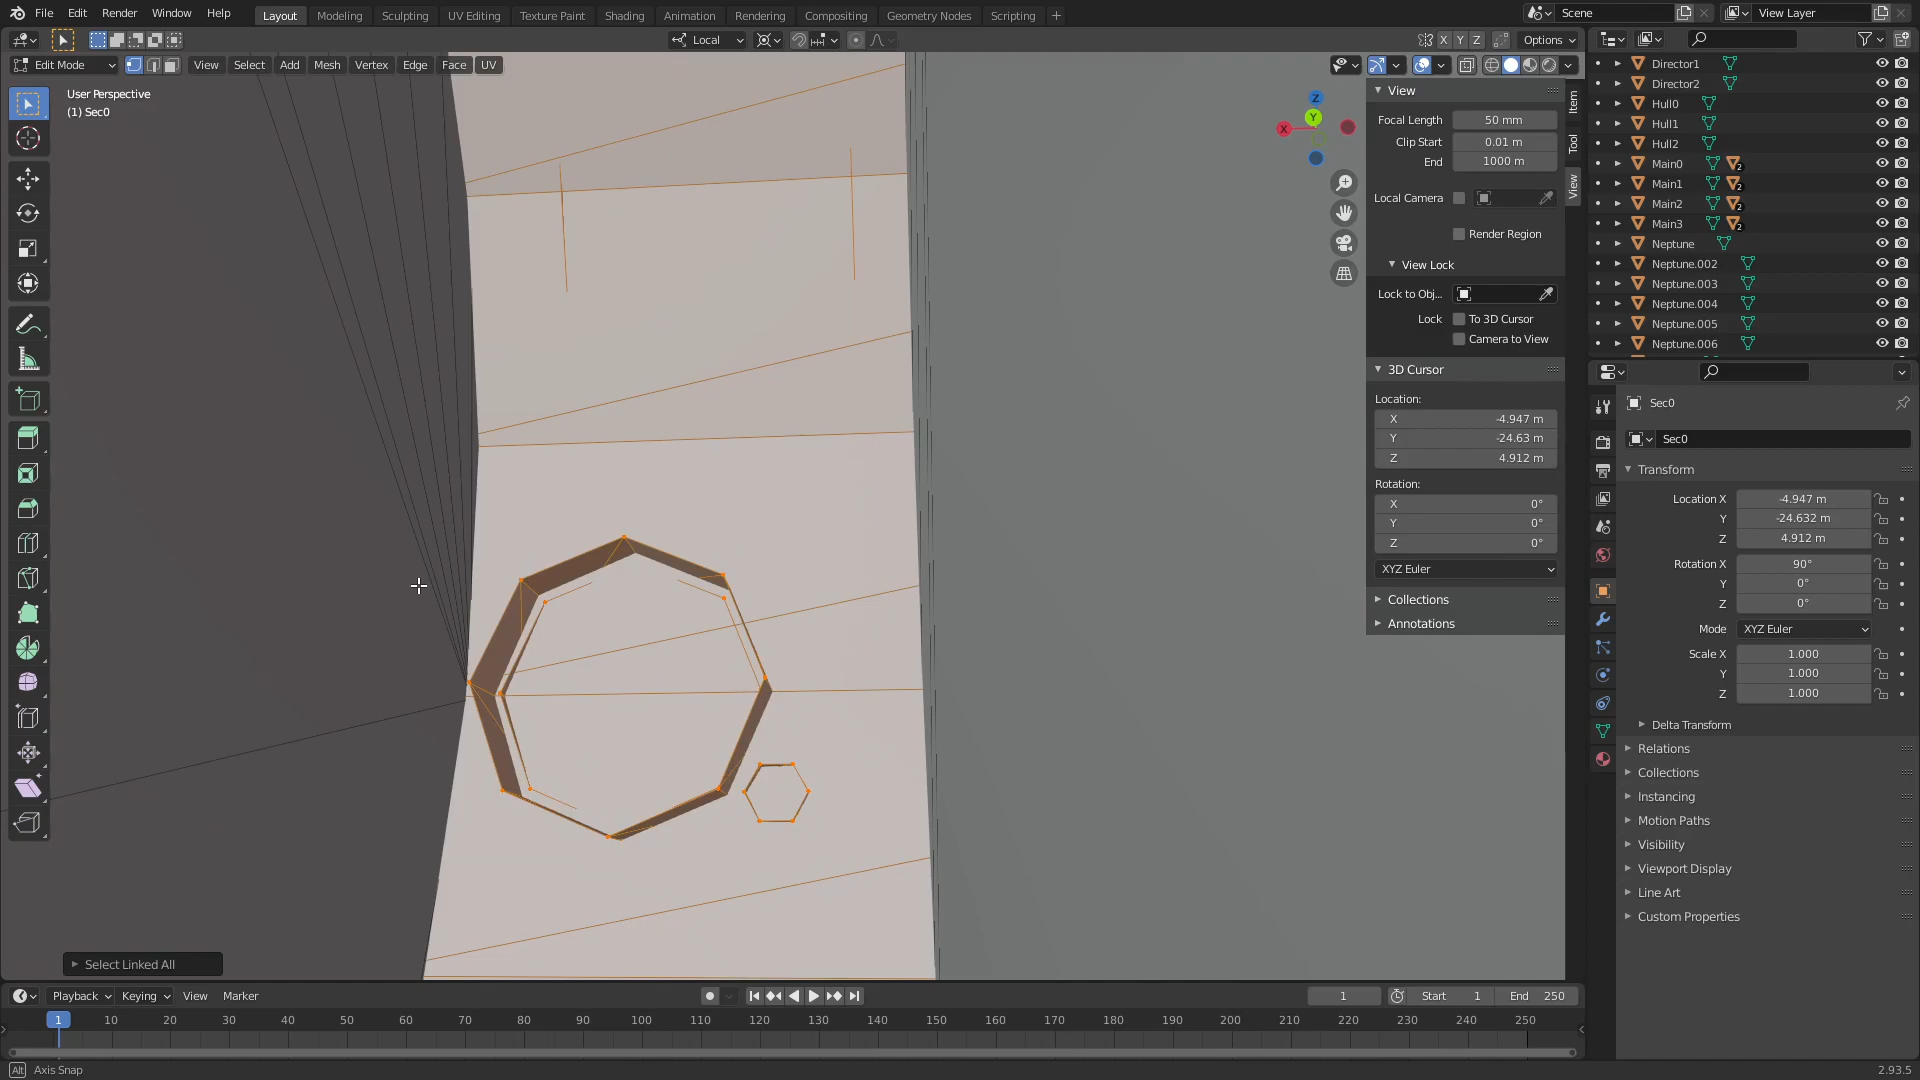 File Edit Render Window Help
Layout Modeling Sculpting UV Editing Texture Paint Shading Animation Rendering Compositing Geometry Nodes Scripting +
Scene
View Layer
Local
X Y Z
Options
Edit Mode View Select Add Mesh Vertex Edge Face UV
User Perspective
(1) Sec0
Z
Y
X
View
Focal Length 50 mm
Clip Start 0.01 m
End 1000 m
Local Camera
Render Region
View Lock
Lock to Obj...
Lock To 3D Cursor
Camera to View
3D Cursor
Location:
X -4.947 m
Y -24.63 m
Z 4.912 m
Rotation:
X 0°
Y 0°
Z 0°
XYZ Euler
Collections
Annotations
Item
Tool
View
Director1
Director2
Hull0
Hull1
Hull2
Main0 2
Main1 2
Main2 2
Main3 2
Neptune
Neptune.002
Neptune.003
Neptune.004
Neptune.005
Neptune.006
Sec0
Sec0
Transform
Location X -4.947 m
Y -24.632 m
Z 4.912 m
Rotation X 90°
Y 0°
Z 0°
Mode XYZ Euler
Scale X 1.000
Y 1.000
Z 1.000
Delta Transform
Relations
Collections
Instancing
Motion Paths
Visibility
Viewport Display
Line Art
Custom Properties
Select Linked All
Playback Keying View Marker
1
Start 1
End 250
1 10 20 30 40 50 60 70 80 90 100 110 120 130 140 150 160 170 180 190 200 210 220 230 240 250
Alt Axis Snap
2.93.5